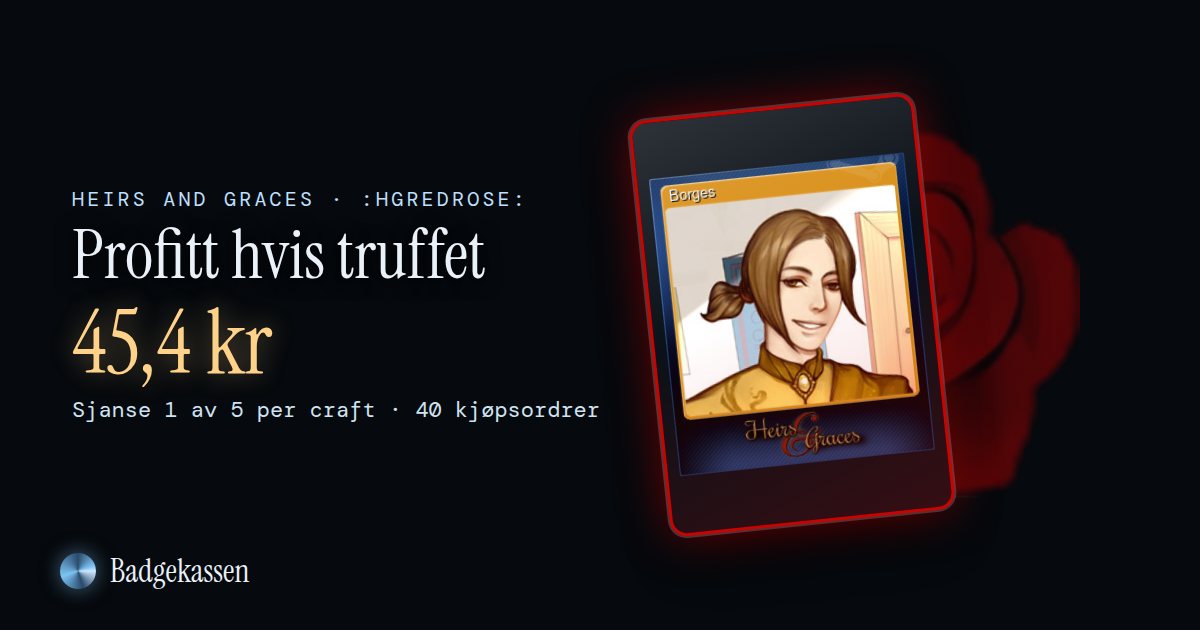 HEIRS AND GRACES · :HGREDROSE:
Profitt hvis truffet
45,4 kr
Sjanse 1 av 5 per craft · 40 kjøpsordrer
Borges
Heirs & Graces
Badgekassen